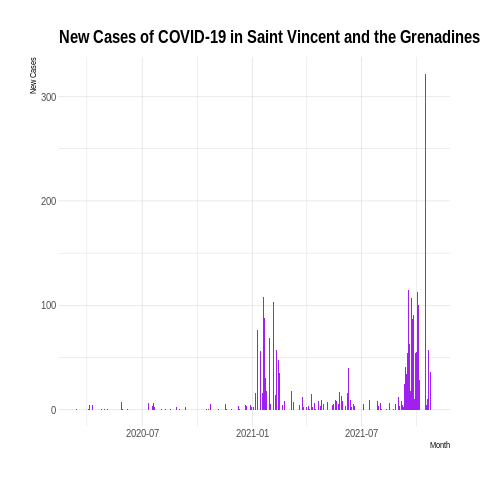 New Cases of COVID-19 in Saint Vincent and the Grenadines
New Cases
300
200
100
0
2020-07 2021-01 2021-07
Month